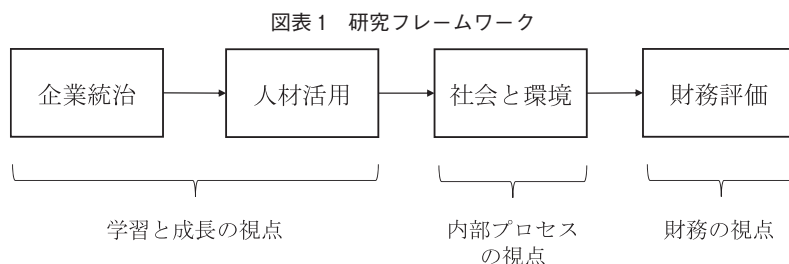 図表1 研究フレームワーク
企業統治
人材活用
社会と環境
財務評価
学習と成長の視点
内部プロセス
の視点
財務の視点